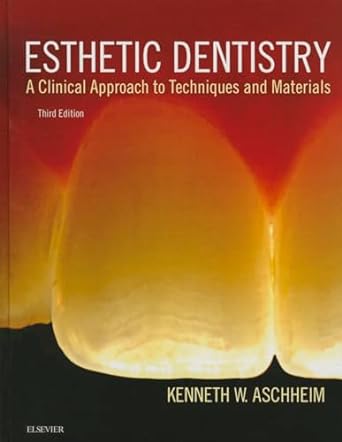 ESTHETIC DENTISTRY
A Clinical Approach to Techniques and Materials
Third Edition
KENNETH W. ASCHHEIM
ELSEVIER